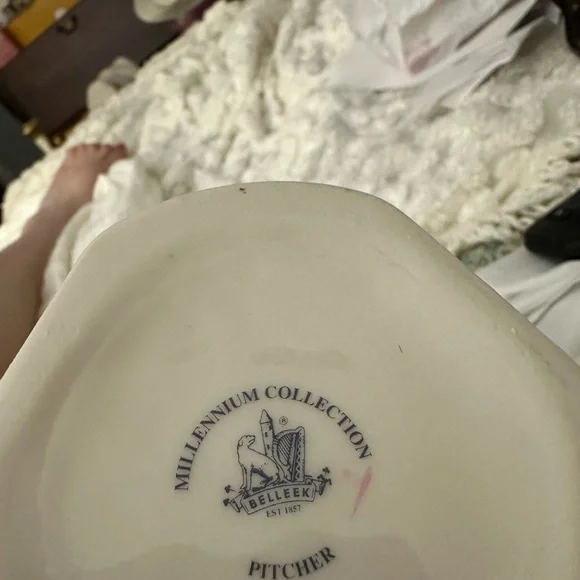 MILLENNIUM COLLECTION
®
BELLEEK
EST 1857
PITCHER